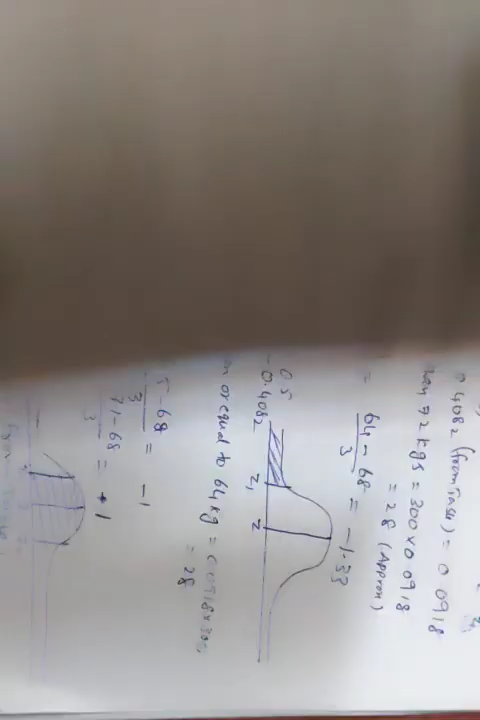 0.4082 (from Table) = 0.0918
than 72 kgs = 300 x 0.0918
= 28 (Approx)
= 64 - 68 / 3 = -1.33
0.5
- 0.4082
Z1 Z
or equal to 64 kg = 0.0918 x 300
= 28
5 - 68 / 3 = -1
71 - 68 / 3 = +1